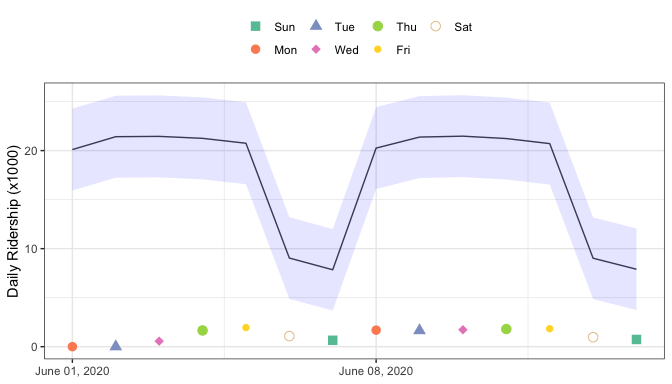 Sun Tue Thu Sat
Mon Wed Fri
Daily Ridership (x1000)
20
10
0
June 01, 2020 June 08, 2020